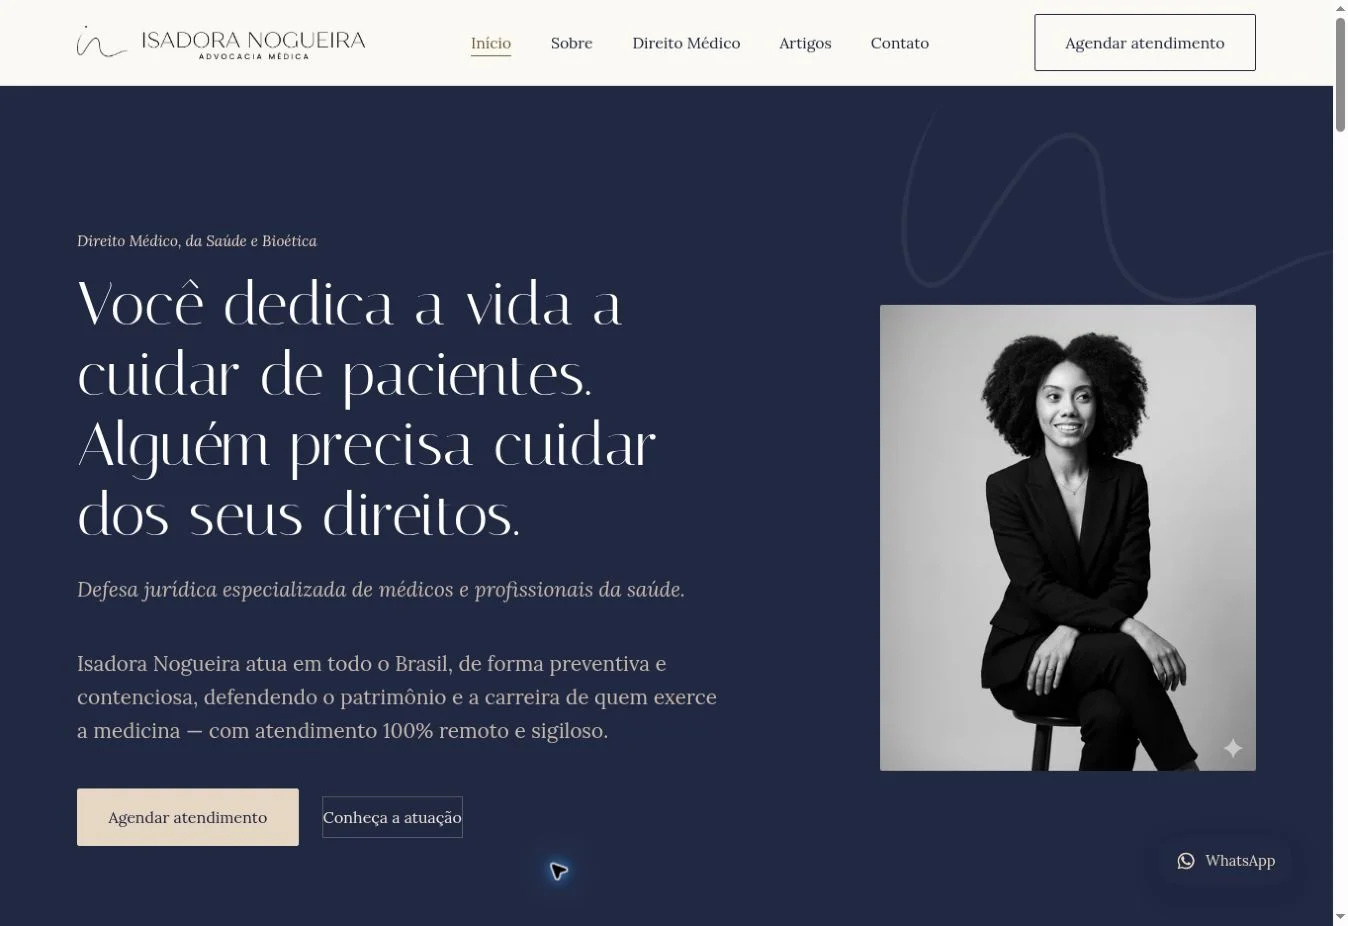 ISADORA NOGUEIRA
ADVOCACIA MÉDICA
Início
Sobre
Direito Médico
Artigos
Contato
Agendar atendimento
Direito Médico, da Saúde e Bioética
Você dedica a vida a
cuidar de pacientes.
Alguém precisa cuidar
dos seus direitos.
Defesa jurídica especializada de médicos e profissionais da saúde.
Isadora Nogueira atua em todo o Brasil, de forma preventiva e
contenciosa, defendendo o patrimônio e a carreira de quem exerce
a medicina — com atendimento 100% remoto e sigiloso.
Agendar atendimento
Conheça a atuação
WhatsApp